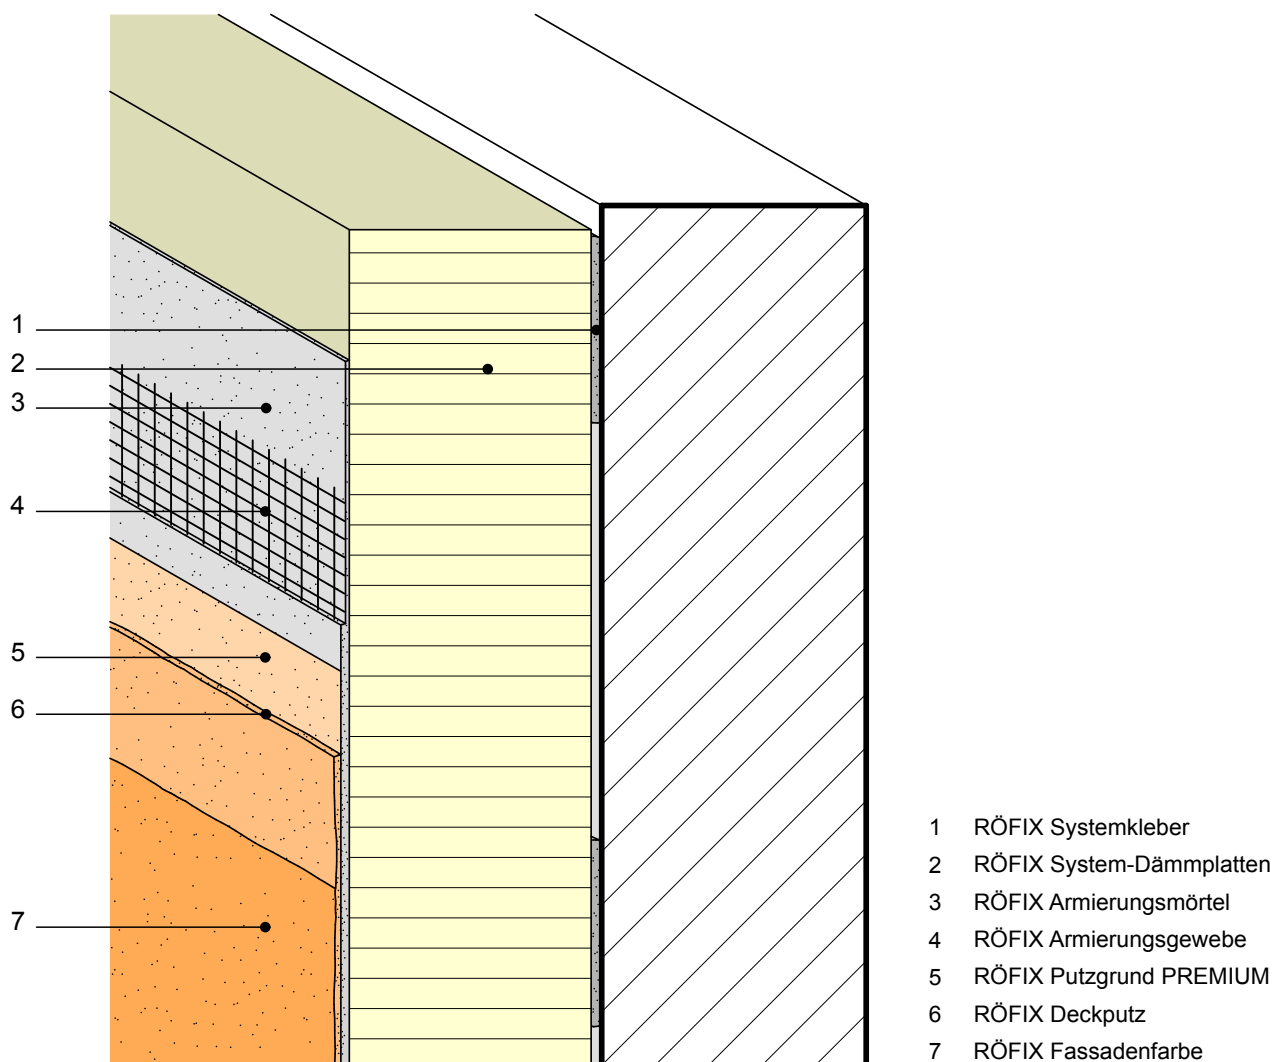 1
2
3
4
5
6
7
1 RÖFIX Systemkleber
2 RÖFIX System-Dämmplatten
3 RÖFIX Armierungsmörtel
4 RÖFIX Armierungsgewebe
5 RÖFIX Putzgrund PREMIUM
6 RÖFIX Deckputz
7 RÖFIX Fassadenfarbe